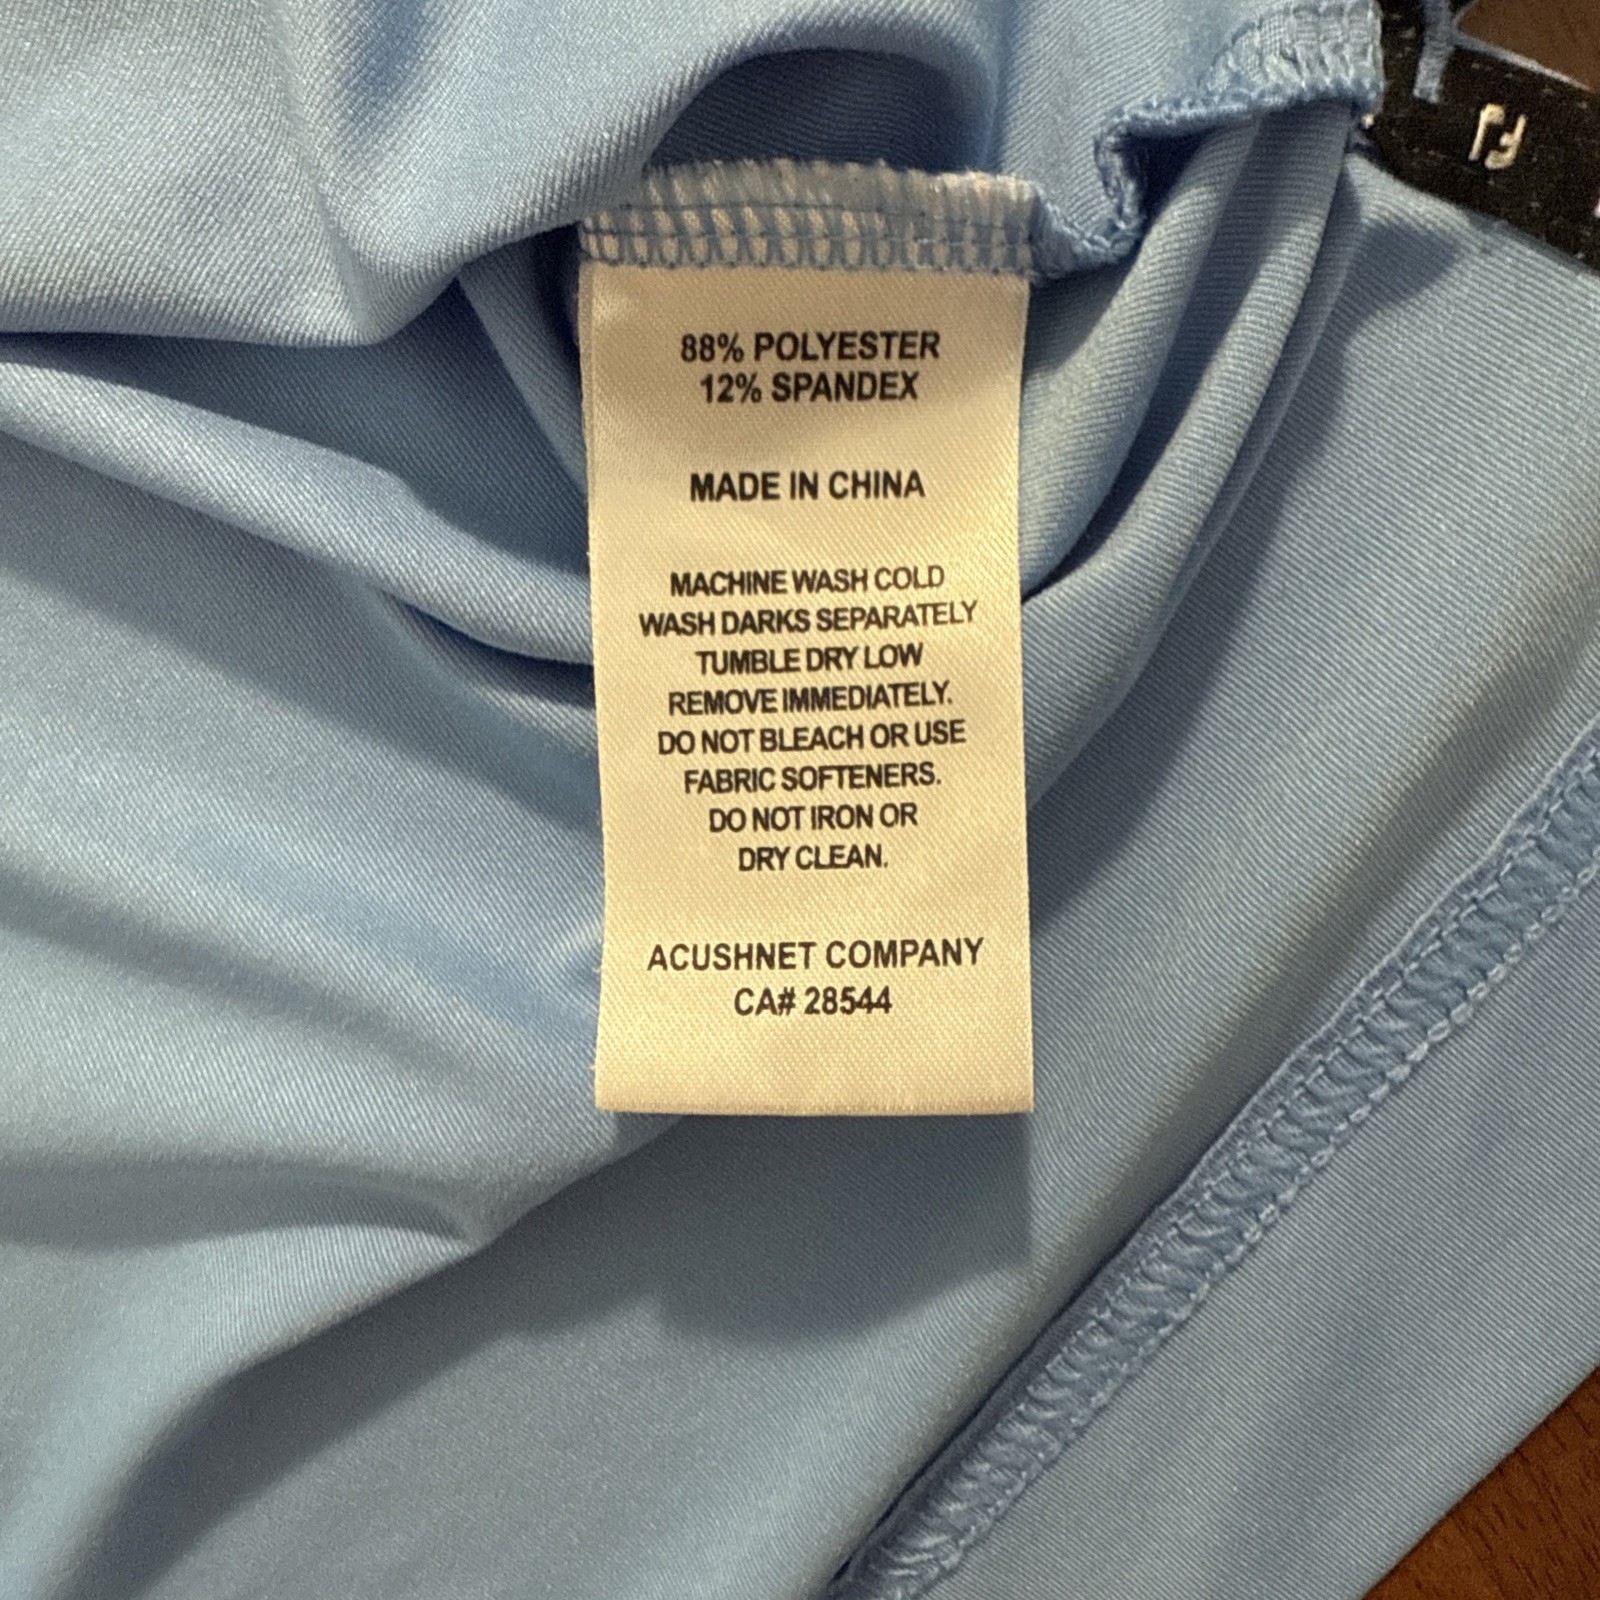 FJ
88% POLYESTER
12% SPANDEX
MADE IN CHINA
MACHINE WASH COLD
WASH DARKS SEPARATELY
TUMBLE DRY LOW
REMOVE IMMEDIATELY.
DO NOT BLEACH OR USE
FABRIC SOFTENERS.
DO NOT IRON OR
DRY CLEAN.
ACUSHNET COMPANY
CA# 28544